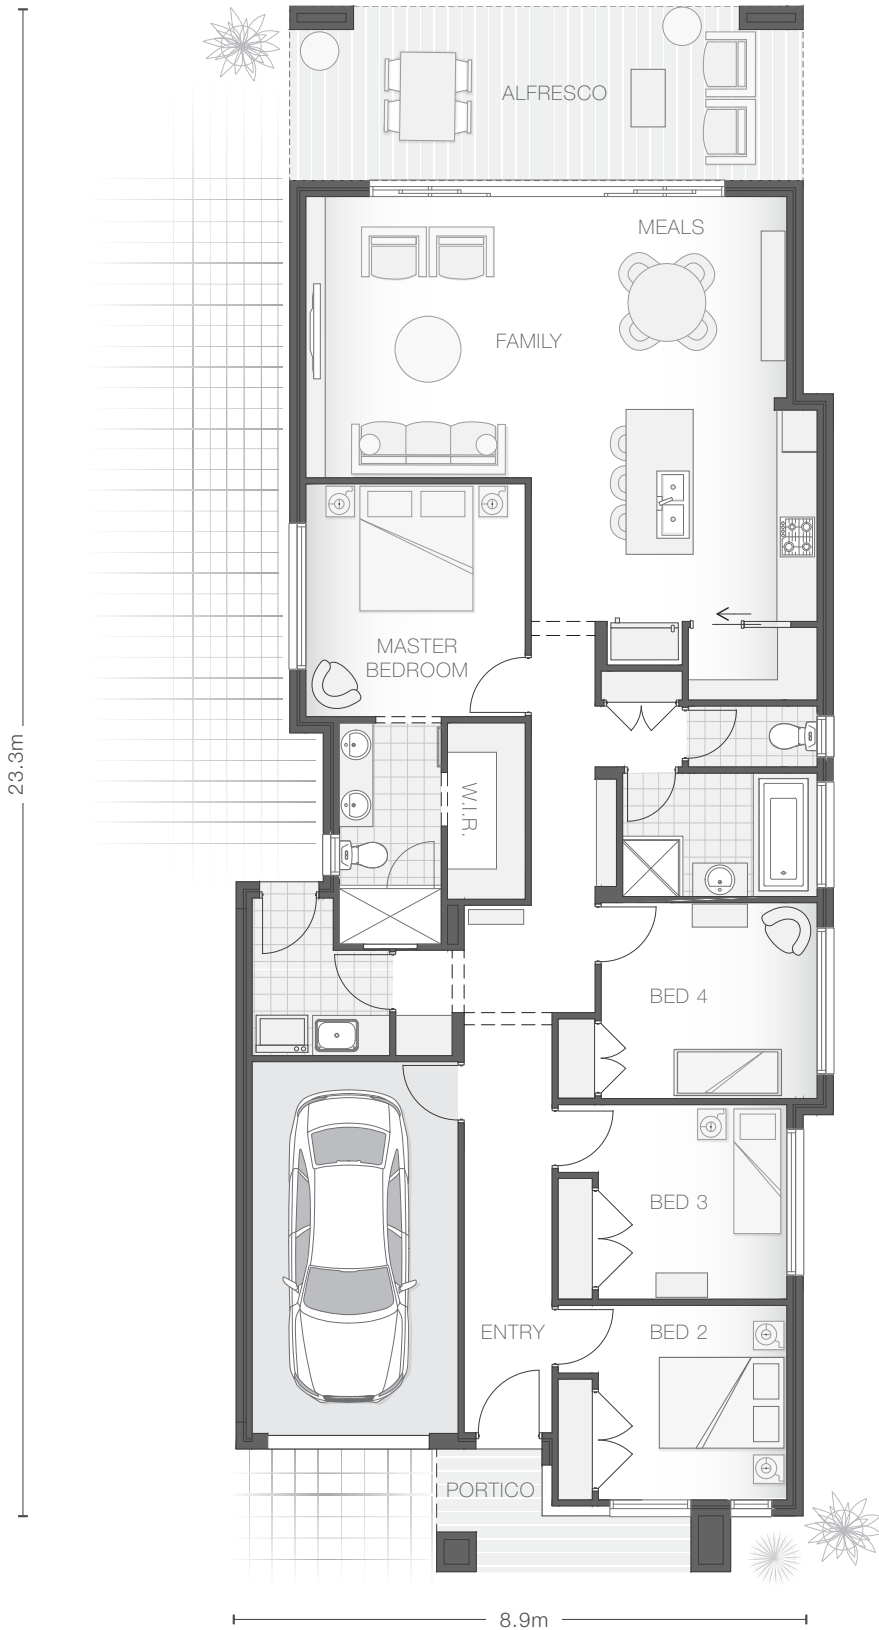 ALFRESCO
MEALS
FAMILY
MASTER
BEDROOM
23.3m
W.I.R.
BED 4
BED 3
ENTRY
BED 2
PORTICO
8.9m